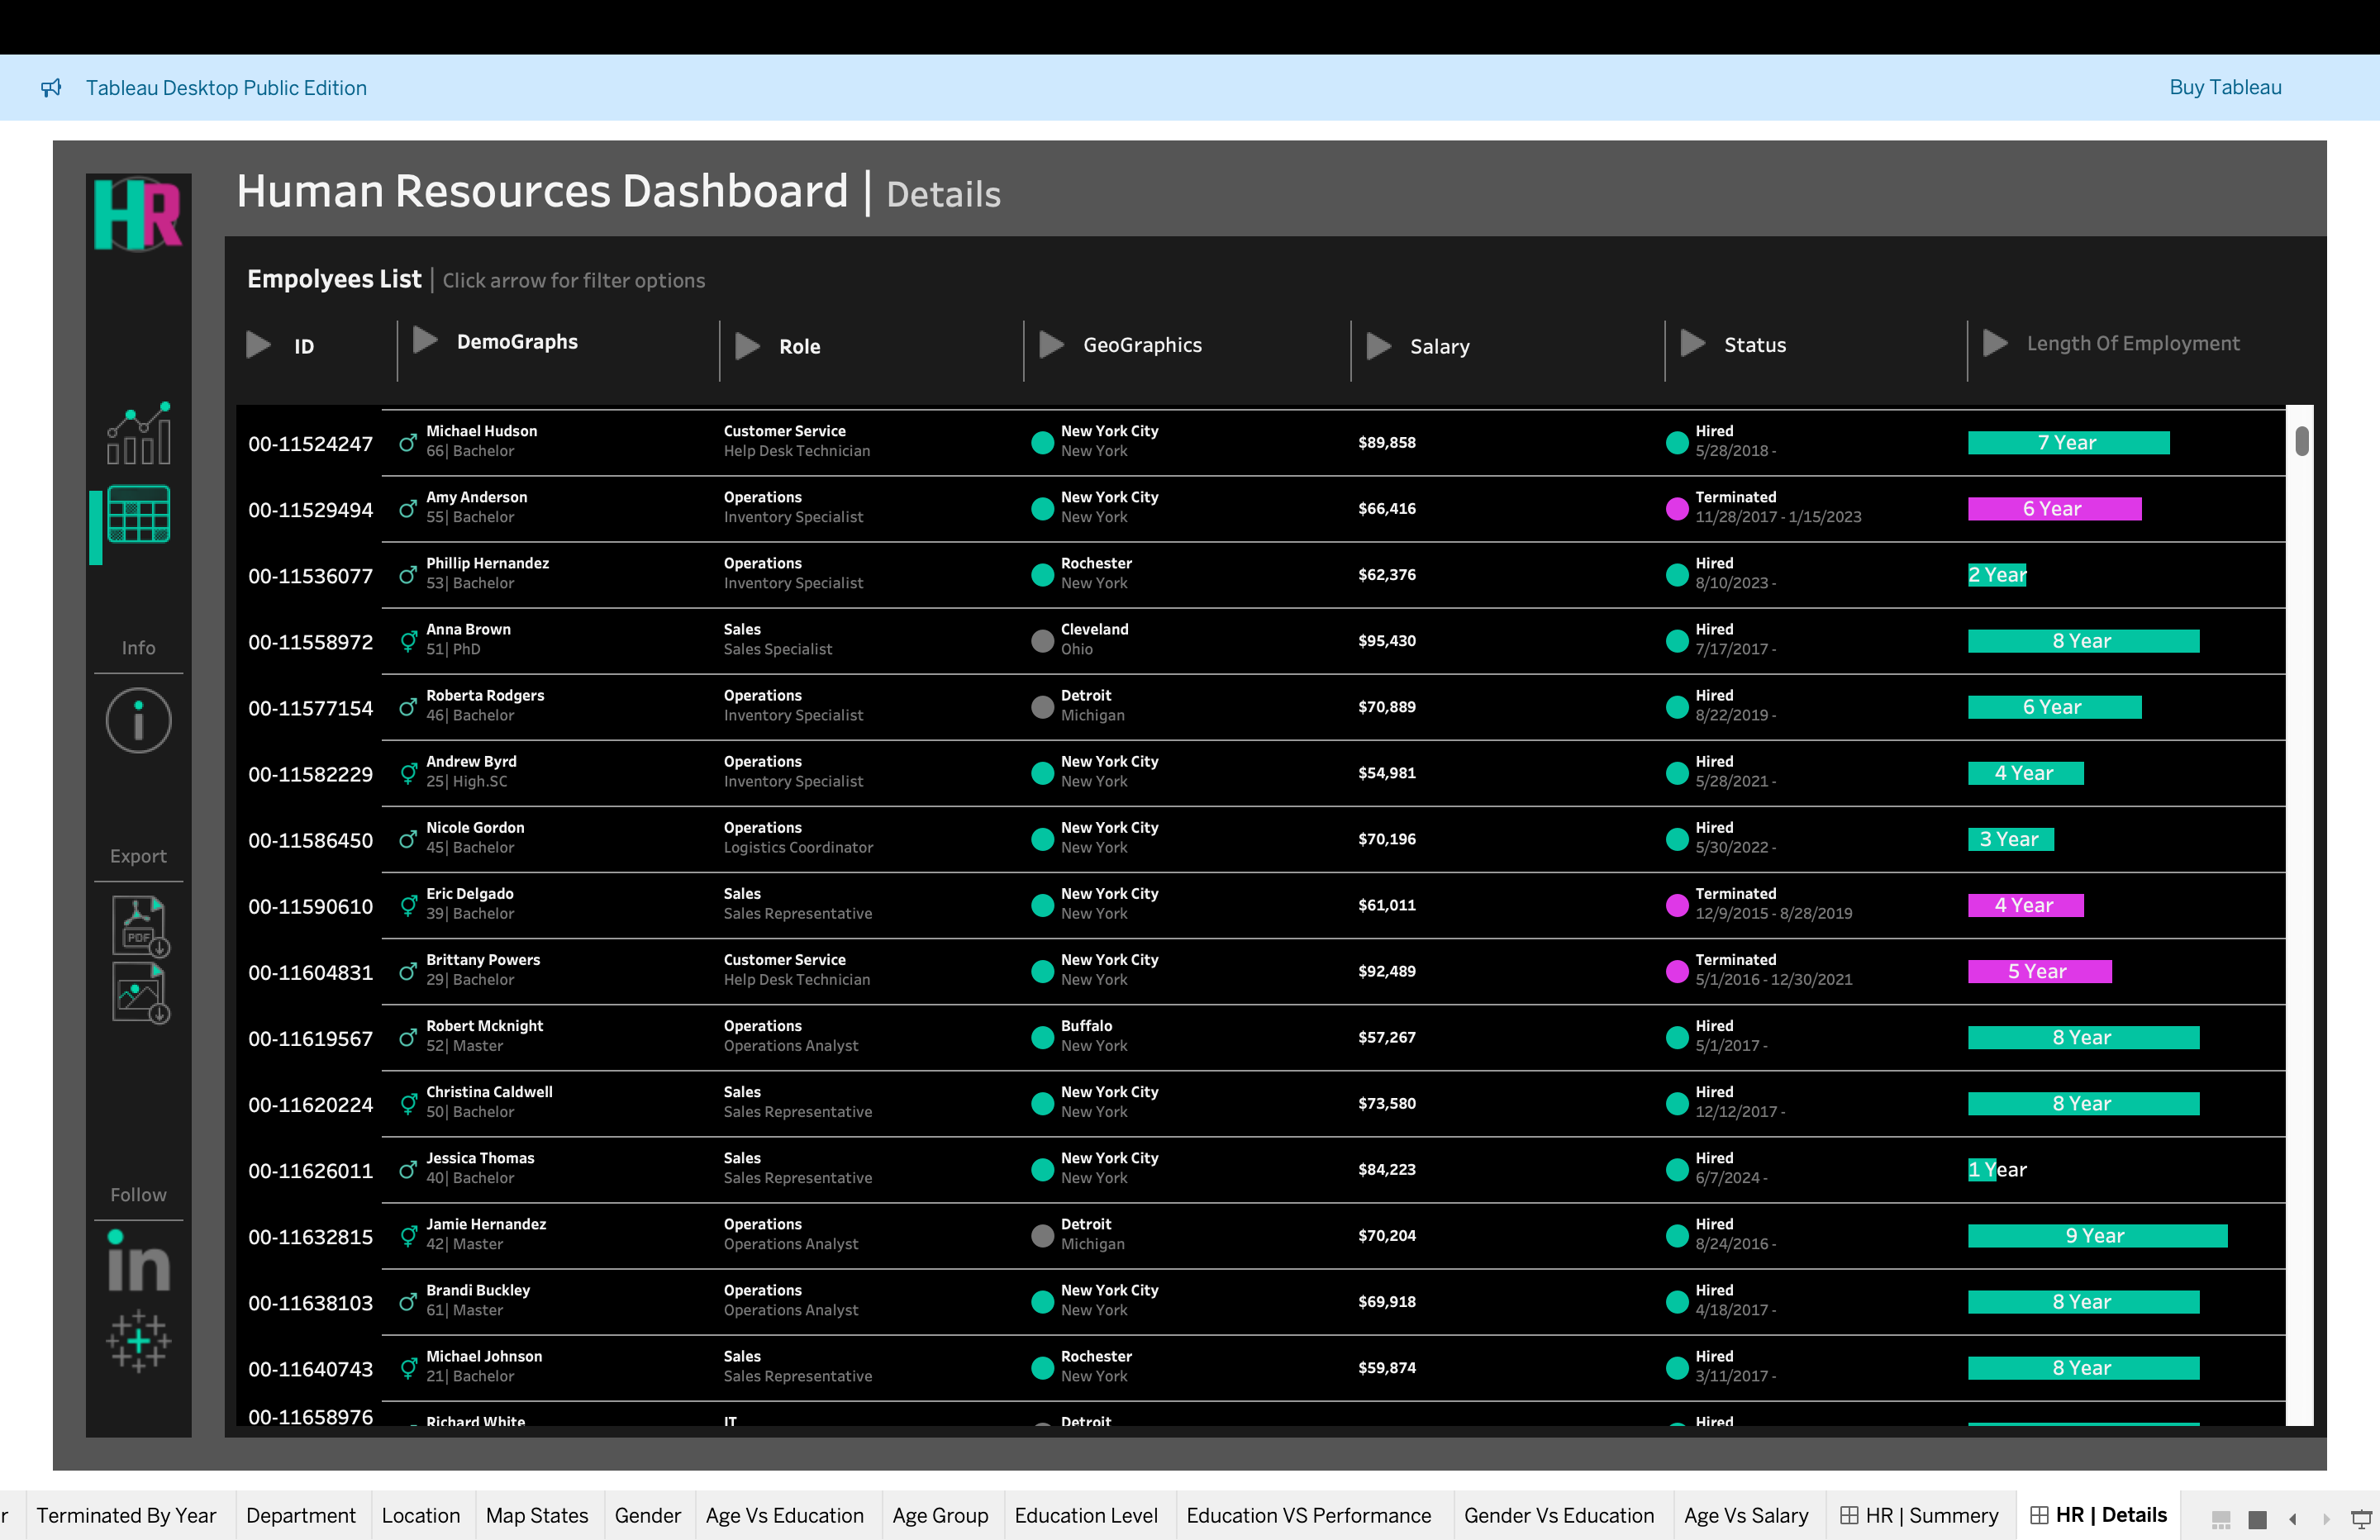 Tableau Desktop Public Edition
Buy Tableau
HR
Human Resources Dashboard | Details
Empolyees List | Click arrow for filter options
ID
DemoGraphs
Role
GeoGraphics
Salary
Status
Length Of Employment
00-11524247
Michael Hudson
66| Bachelor
Customer Service
Help Desk Technician
New York City
New York
$89,858
Hired
5/28/2018 -
7 Year
00-11529494
Amy Anderson
55| Bachelor
Operations
Inventory Specialist
New York City
New York
$66,416
Terminated
11/28/2017 - 1/15/2023
6 Year
00-11536077
Phillip Hernandez
53| Bachelor
Operations
Inventory Specialist
Rochester
New York
$62,376
Hired
8/10/2023 -
2 Year
00-11558972
Anna Brown
51| PhD
Sales
Sales Specialist
Cleveland
Ohio
$95,430
Hired
7/17/2017 -
8 Year
00-11577154
Roberta Rodgers
46| Bachelor
Operations
Inventory Specialist
Detroit
Michigan
$70,889
Hired
8/22/2019 -
6 Year
00-11582229
Andrew Byrd
25| High.SC
Operations
Inventory Specialist
New York City
New York
$54,981
Hired
5/28/2021 -
4 Year
00-11586450
Nicole Gordon
45| Bachelor
Operations
Logistics Coordinator
New York City
New York
$70,196
Hired
5/30/2022 -
3 Year
00-11590610
Eric Delgado
39| Bachelor
Sales
Sales Representative
New York City
New York
$61,011
Terminated
12/9/2015 - 8/28/2019
4 Year
00-11604831
Brittany Powers
29| Bachelor
Customer Service
Help Desk Technician
New York City
New York
$92,489
Terminated
5/1/2016 - 12/30/2021
5 Year
00-11619567
Robert Mcknight
52| Master
Operations
Operations Analyst
Buffalo
New York
$57,267
Hired
5/1/2017 -
8 Year
00-11620224
Christina Caldwell
50| Bachelor
Sales
Sales Representative
New York City
New York
$73,580
Hired
12/12/2017 -
8 Year
00-11626011
Jessica Thomas
40| Bachelor
Sales
Sales Representative
New York City
New York
$84,223
Hired
6/7/2024 -
1 Year
00-11632815
Jamie Hernandez
42| Master
Operations
Operations Analyst
Detroit
Michigan
$70,204
Hired
8/24/2016 -
9 Year
00-11638103
Brandi Buckley
61| Master
Operations
Operations Analyst
New York City
New York
$69,918
Hired
4/18/2017 -
8 Year
00-11640743
Michael Johnson
21| Bachelor
Sales
Sales Representative
Rochester
New York
$59,874
Hired
3/11/2017 -
8 Year
00-11658976
Richard White
IT
Detroit
Hired
Info
Export
PDF
Follow
in
r
Terminated By Year
Department
Location
Map States
Gender
Age Vs Education
Age Group
Education Level
Education VS Performance
Gender Vs Education
Age Vs Salary
HR | Summery
HR | Details